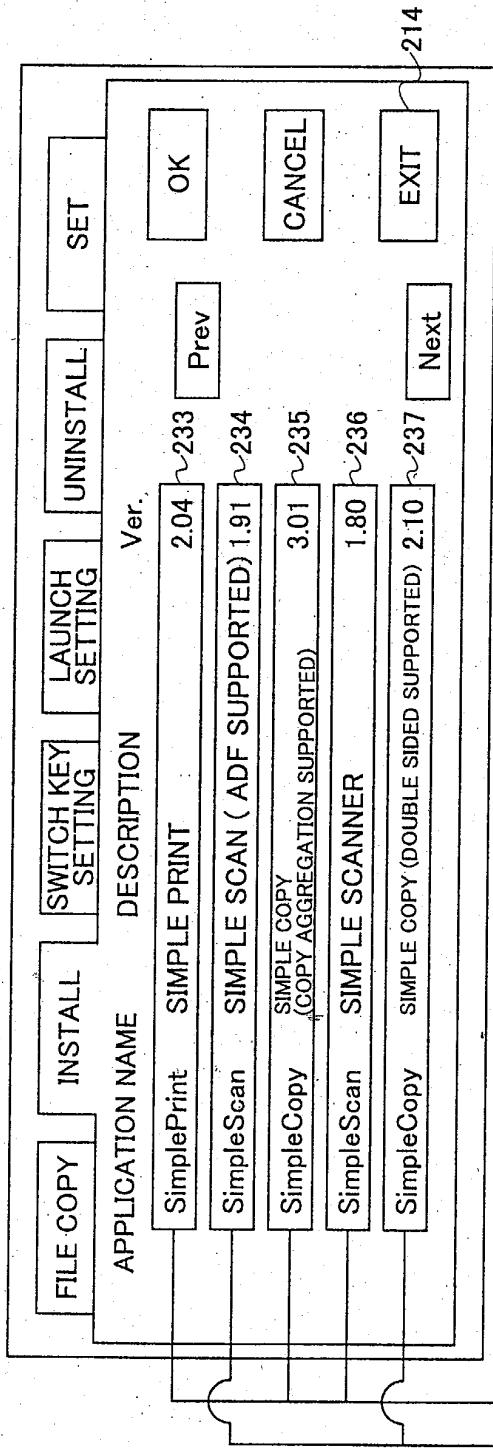 FILE COPY
INSTALL
SWITCH KEY
SETTING
LAUNCH
SETTING
UNINSTALL
SET
APPLICATION NAME DESCRIPTION Ver.
SimplePrint SIMPLE PRINT 2.04 233
SimpleScan SIMPLE SCAN ( ADF SUPPORTED) 1.91 234
SimpleCopy SIMPLE COPY
(COPY AGGREGATION SUPPORTED) 3.01 235
SimpleScan SIMPLE SCANNER 1.80 236
SimpleCopy SIMPLE COPY (DOUBLE SIDED SUPPORTED) 2.10 237
Prev
Next
OK
CANCEL
EXIT
214